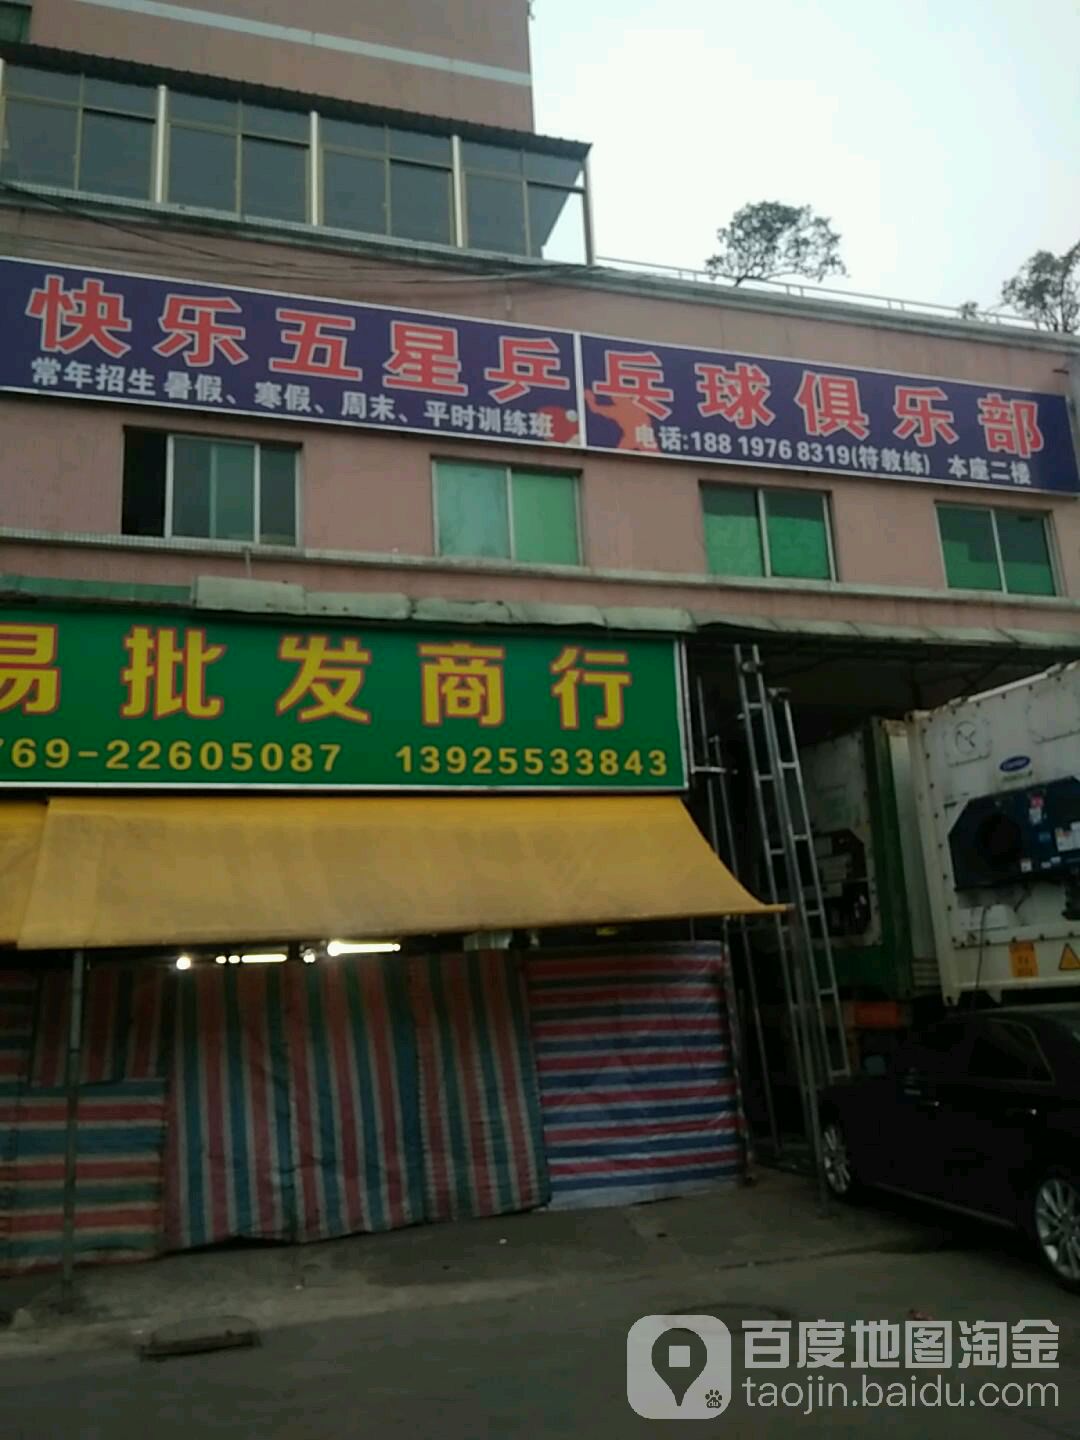 快乐五星乒乓球俱乐部
常年招生 暑假、寒假、周末、平时训练班
电话:188 1976 8319(符教练) 本座二楼
易批发商行
769-22605087 13925533843
百度地图淘金
taojin.baidu.com